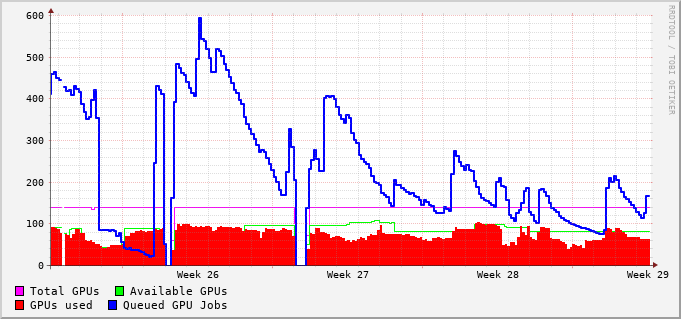 600
500
400
300
200
100
0
Week 26 Week 27 Week 28 Week 29
Total GPUs Available GPUs
GPUs used Queued GPU Jobs
RRDTOOL / TOBI OETIKER